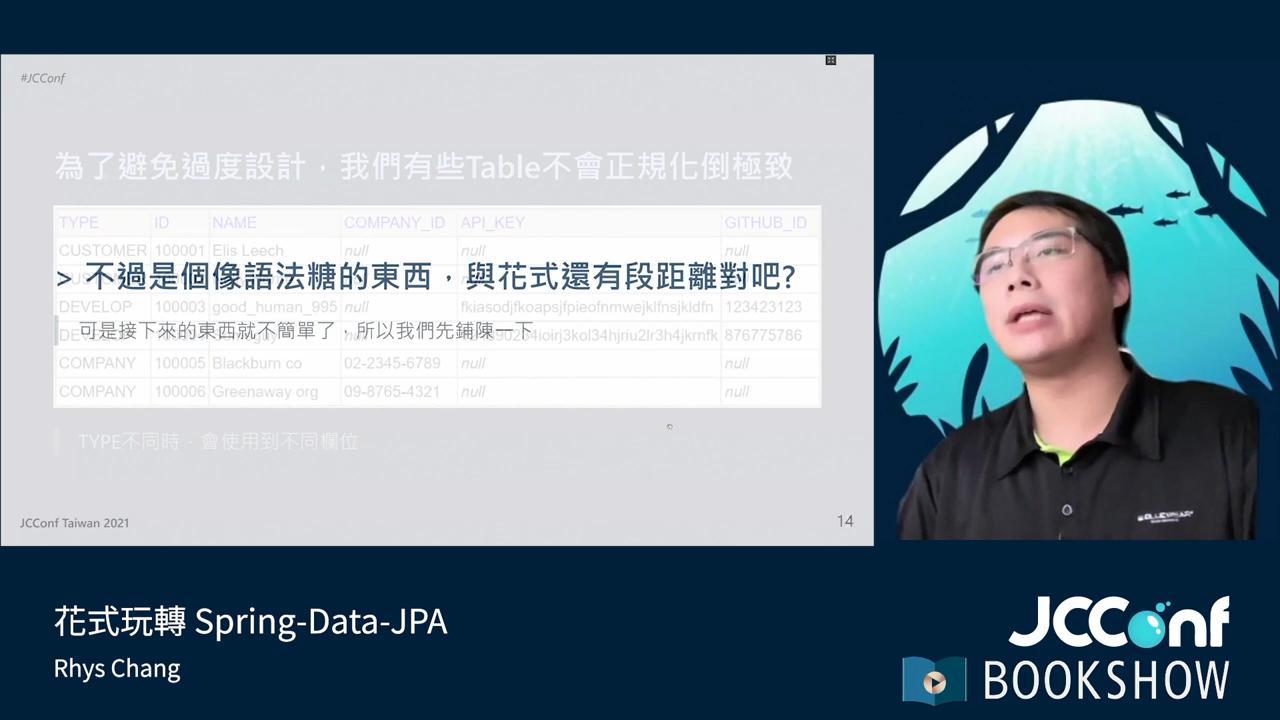 #JCConf
為了避免過度設計，我們有些Table不會正規化倒極致
TYPE ID NAME COMPANY_ID API_KEY GITHUB_ID
CUSTOMER 100001 Elis Leech null null null
> 不過是個像語法糖的東西，與花式還有段距離對吧?
DEVELOP 100003 good_human_995 null fkiasodjfkoapsjfpieofnmwejklfnsjkldfn 123423123
可是接下來的東西就不簡單了，所以我們先鋪陳一下
876775786
COMPANY 100005 Blackburn co 02-2345-6789 null null
COMPANY 100006 Greenaway org 09-8765-4321 null null
TYPE不同時，會使用到不同欄位
JCConf Taiwan 2021
14
花式玩轉 Spring-Data-JPA
Rhys Chang
JCConf
BOOKSHOW